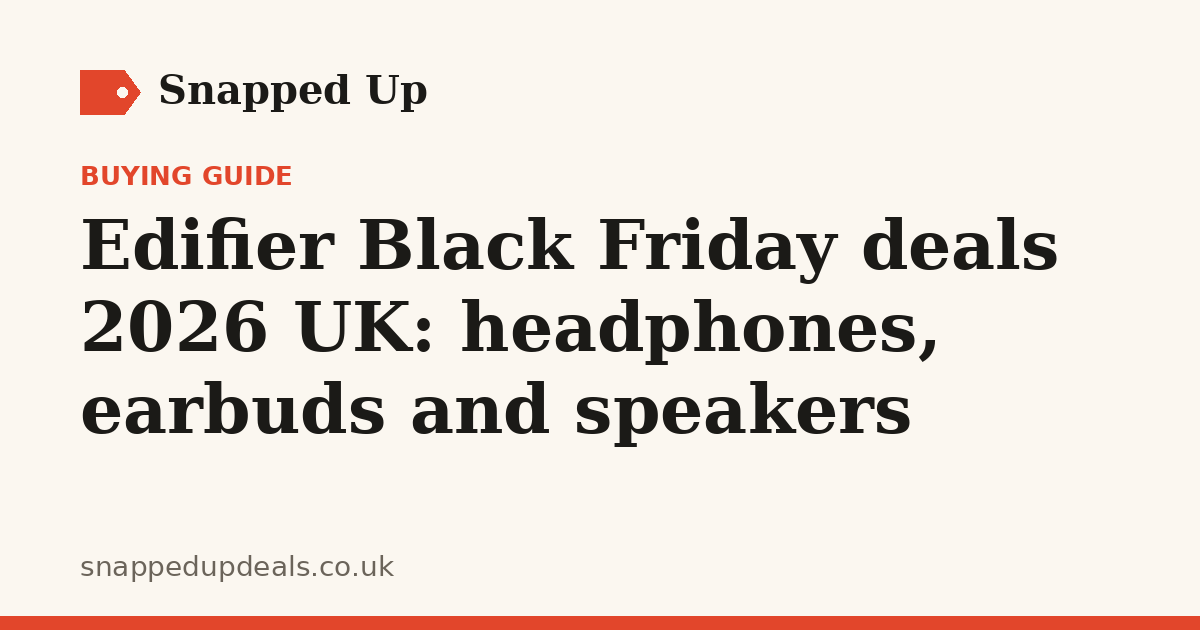 Snapped Up
BUYING GUIDE
Edifier Black Friday deals
2026 UK: headphones,
earbuds and speakers
snappedupdeals.co.uk